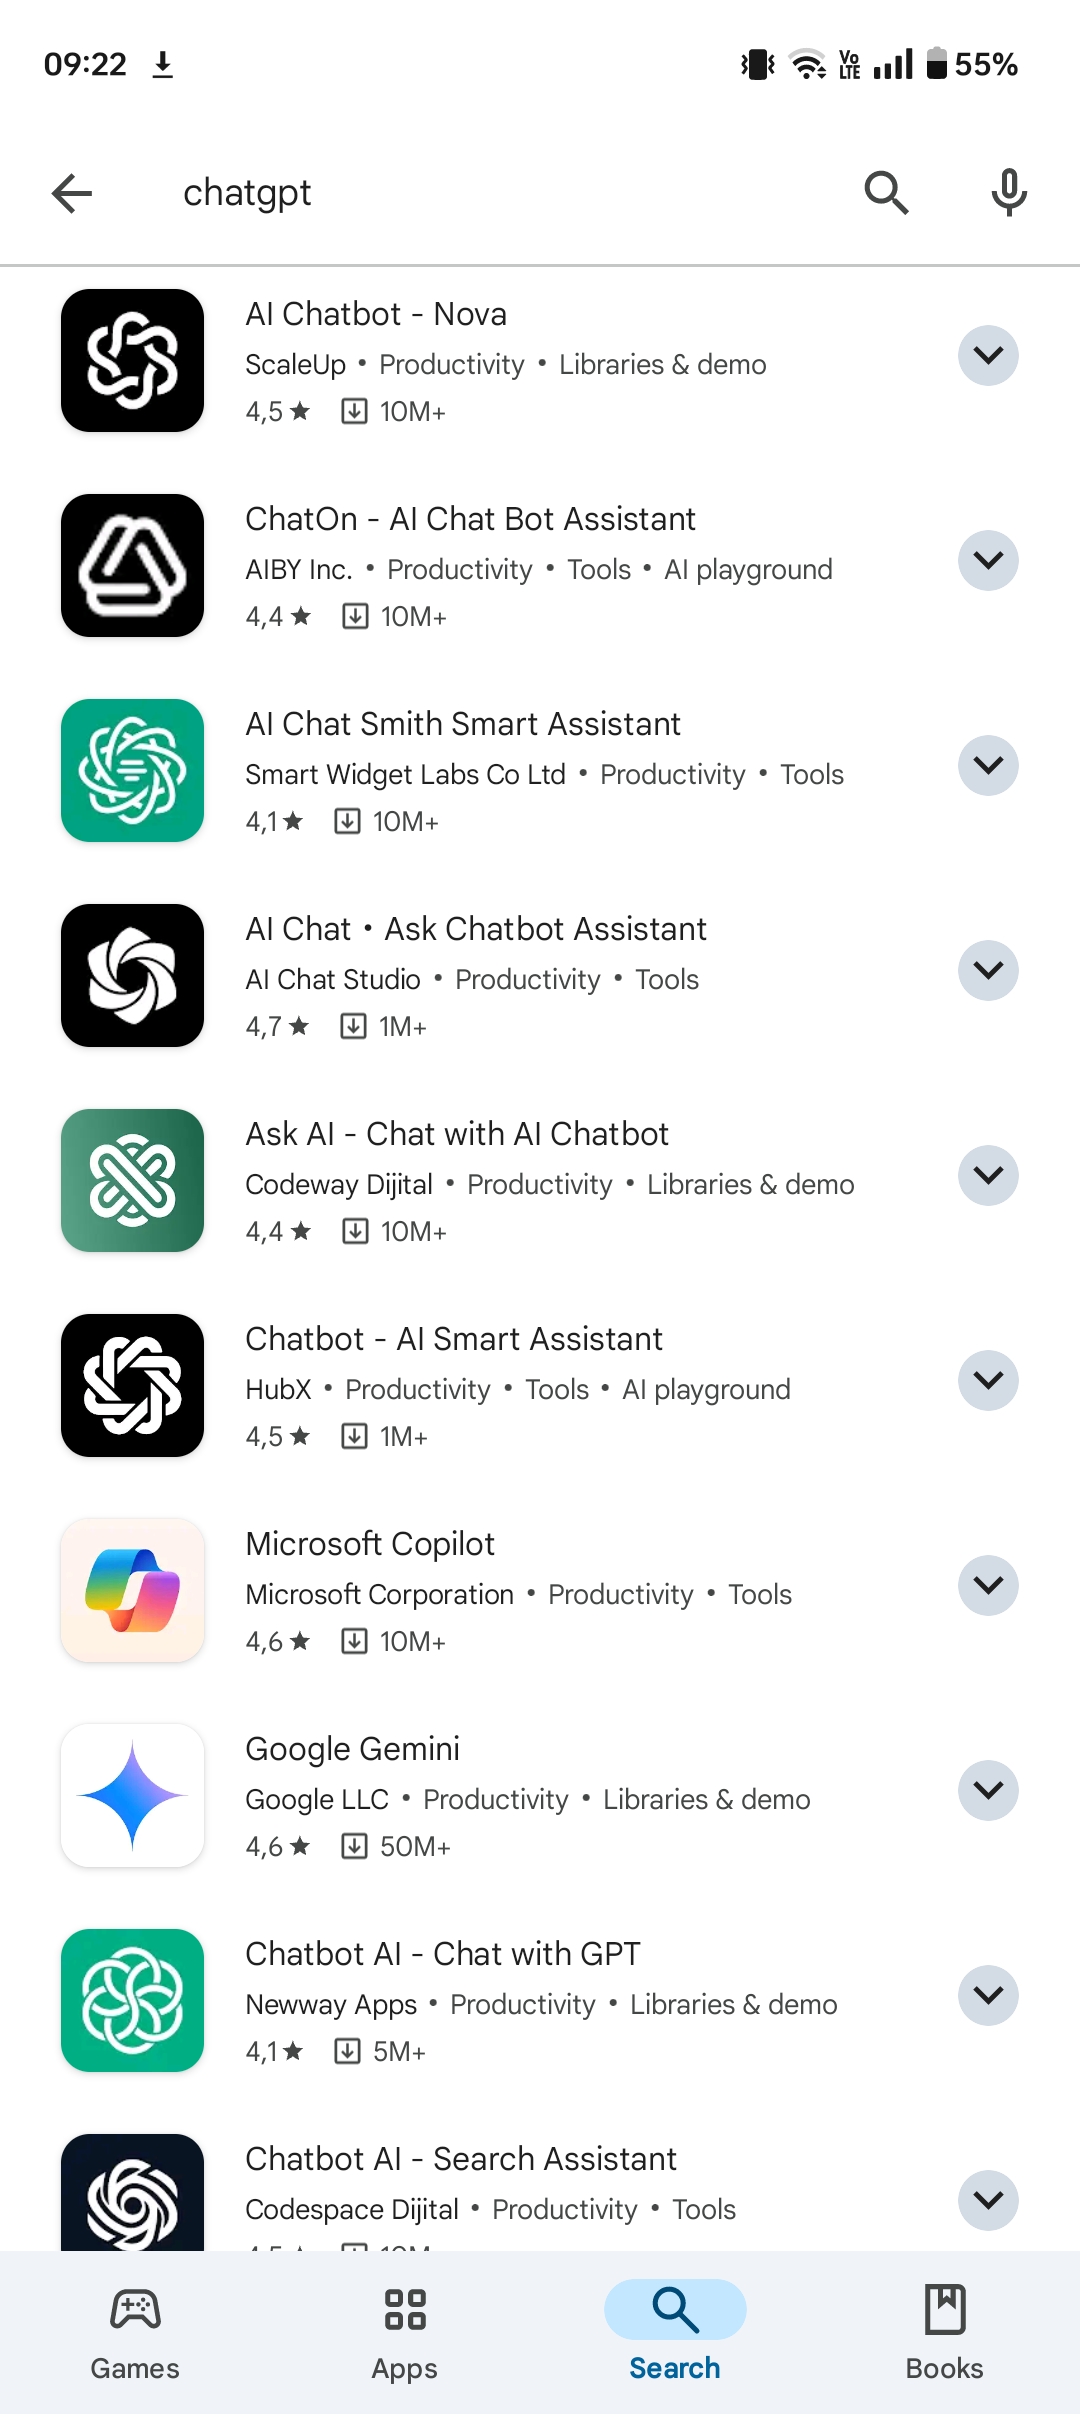 09:22
Vo LTE
55%
chatgpt
AI Chatbot - Nova
ScaleUp • Productivity • Libraries & demo
4,5★ 10M+
ChatOn - AI Chat Bot Assistant
AIBY Inc. • Productivity • Tools • AI playground
4,4★ 10M+
AI Chat Smith Smart Assistant
Smart Widget Labs Co Ltd • Productivity • Tools
4,1★ 10M+
AI Chat • Ask Chatbot Assistant
AI Chat Studio • Productivity • Tools
4,7★ 1M+
Ask AI - Chat with AI Chatbot
Codeway Dijital • Productivity • Libraries & demo
4,4★ 10M+
Chatbot - AI Smart Assistant
HubX • Productivity • Tools • AI playground
4,5★ 1M+
Microsoft Copilot
Microsoft Corporation • Productivity • Tools
4,6★ 10M+
Google Gemini
Google LLC • Productivity • Libraries & demo
4,6★ 50M+
Chatbot AI - Chat with GPT
Newway Apps • Productivity • Libraries & demo
4,1★ 5M+
Chatbot AI - Search Assistant
Codespace Dijital • Productivity • Tools
Games
Apps
Search
Books